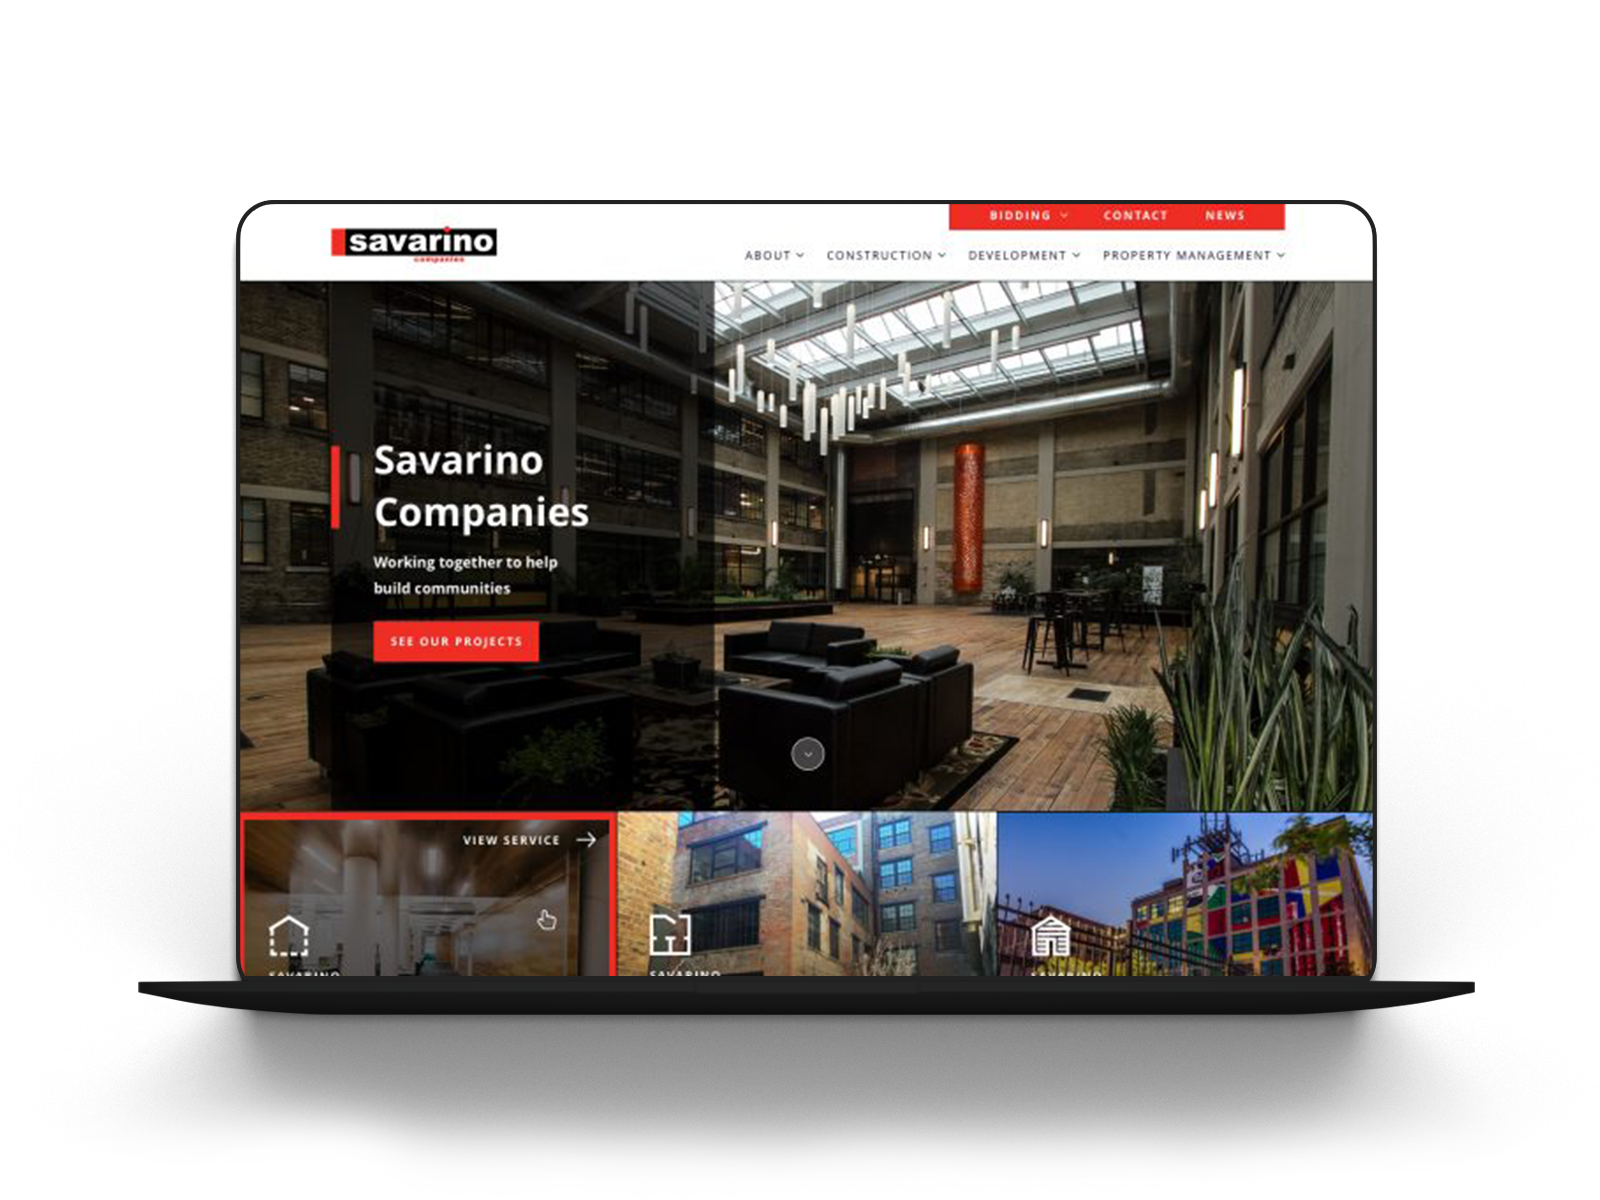 BIDDING CONTACT NEWS
savarino
companies
ABOUT CONSTRUCTION DEVELOPMENT PROPERTY MANAGEMENT
Savarino
Companies
Working together to help
build communities
SEE OUR PROJECTS
VIEW SERVICE
SAVARINO SAVARINO SAVARINO